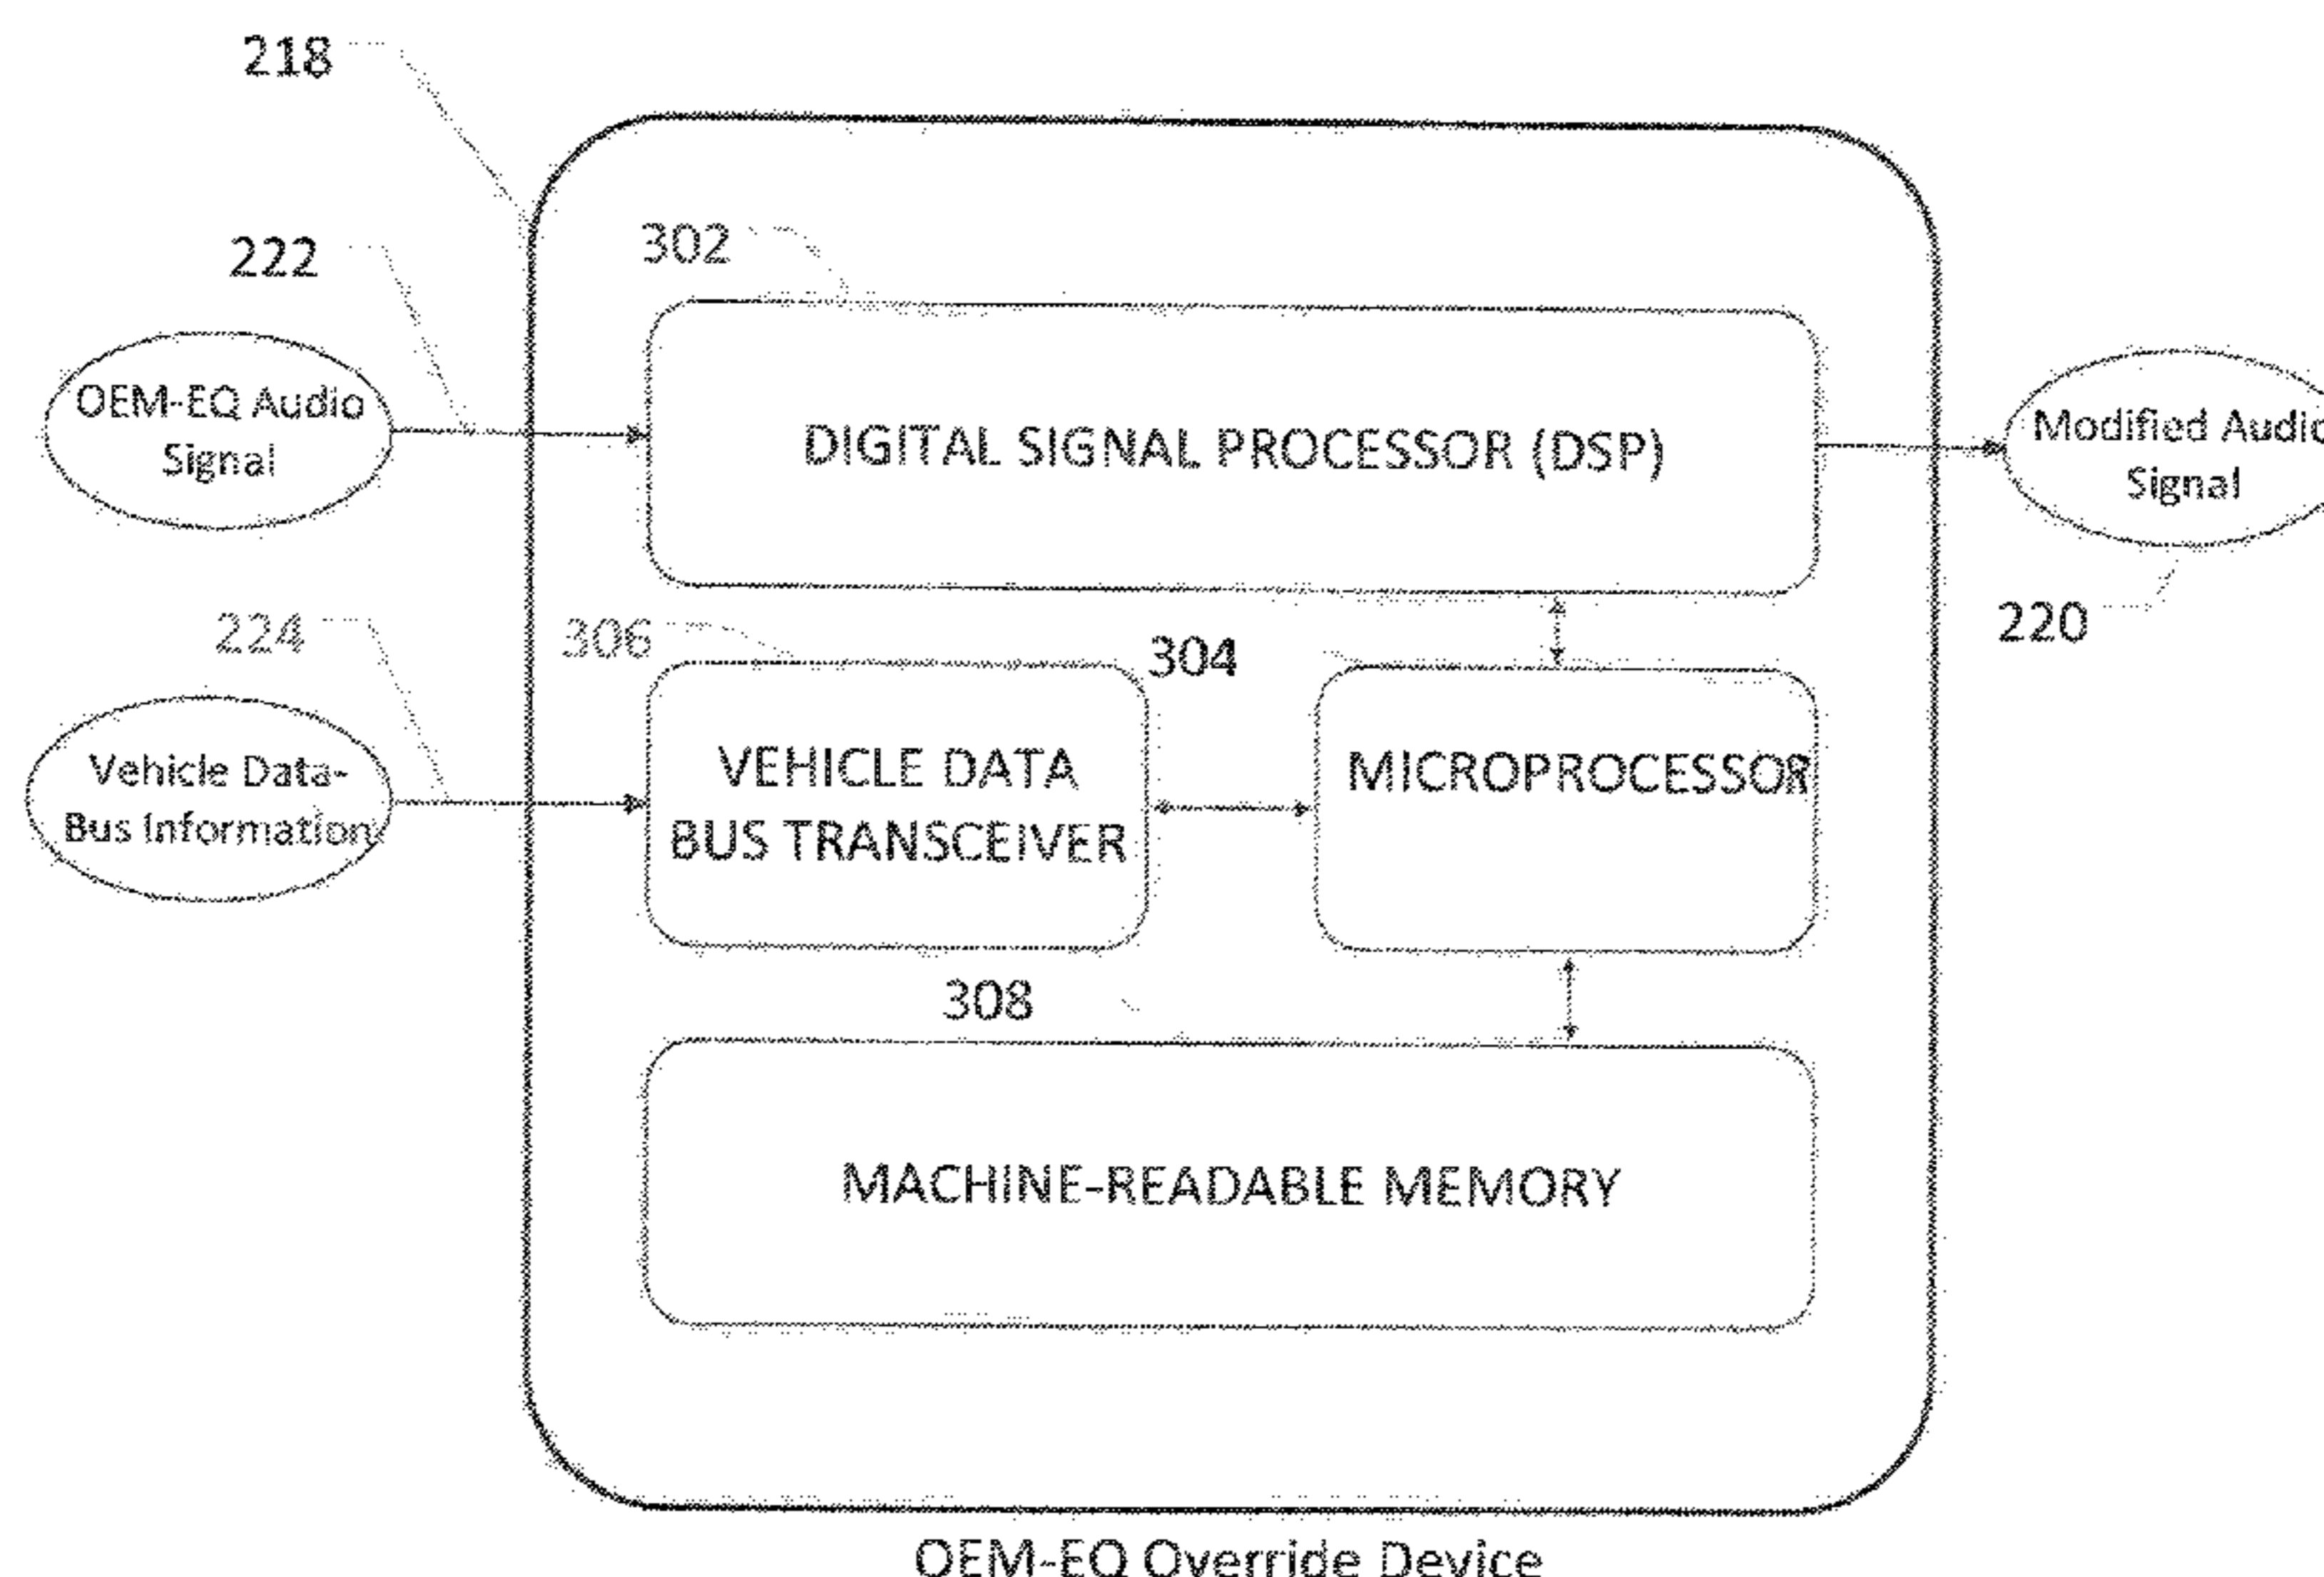 218
222
302
OEM-EQ Audio
Signal
DIGITAL SIGNAL PROCESSOR (DSP)
Modified Audio
Signal
220
224
306
304
Vehicle Data-
Bus Information
VEHICLE DATA
BUS TRANSCEIVER
MICROPROCESSOR
308
MACHINE-READABLE MEMORY
OEM-EQ Override Device